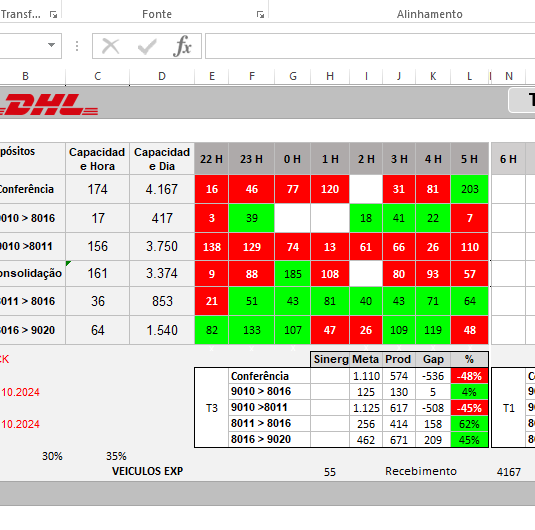 Transf...
Fonte
Alinhamento
fx
B C D E F G H I J K L N
DHL
pósitos Capacidad e Hora Capacidad e Dia 22 H 23 H 0 H 1 H 2 H 3 H 4 H 5 H 6 H
Conferência 174 4.167 16 46 77 120 31 81 203
9010 > 8016 17 417 3 39 18 41 22 7
9010 >8011 156 3.750 138 129 74 13 61 66 26 110
onsolidação 161 3.374 9 88 185 108 80 93 57
8011 > 8016 36 853 21 51 43 81 40 43 71 64
8016 > 9020 64 1.540 82 133 107 47 26 109 119 48
Sinerg Meta Prod Gap %
Conferência 1.110 574 -536 -48%
9010 > 8016 125 130 5 4%
10.2024
T3 9010 >8011 1.125 617 -508 -45% T1
8011 > 8016 256 414 158 62%
10.2024
8016 > 9020 462 671 209 45%
30% 35%
VEICULOS EXP 55 Recebimento 4167